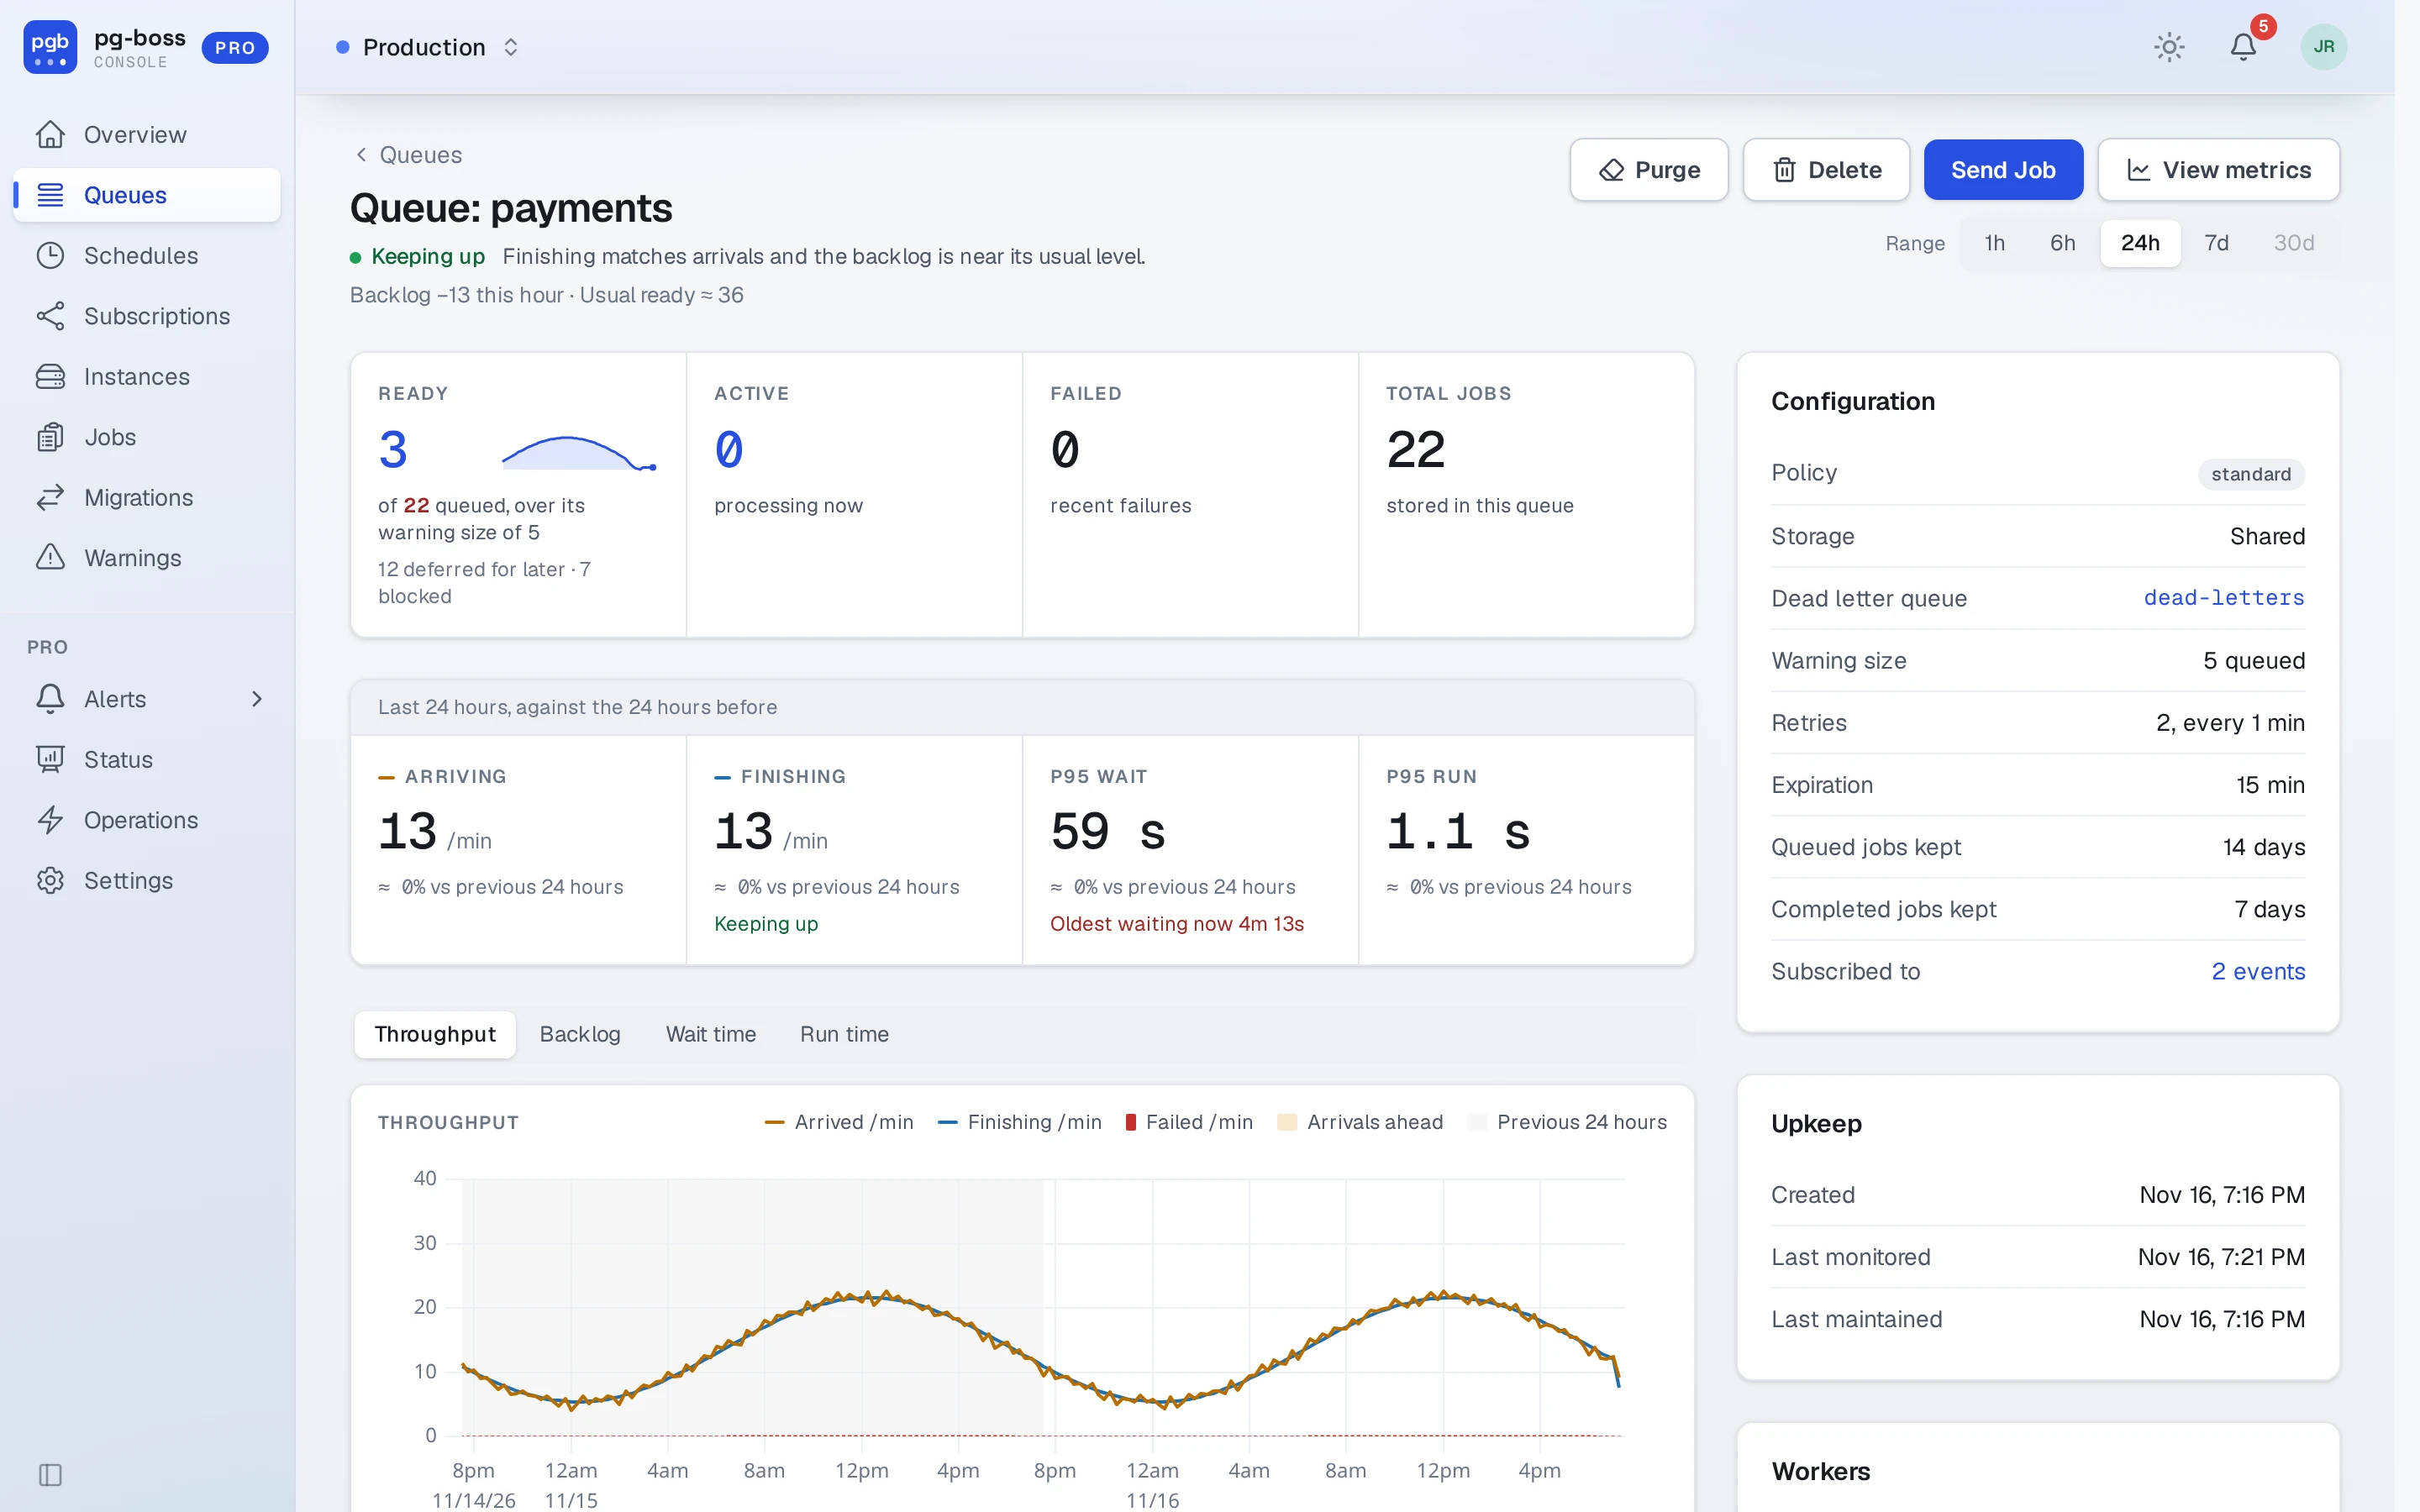 pgb
pg-boss
CONSOLE
PRO
Overview
Queues
Schedules
Subscriptions
Instances
Jobs
Migrations
Warnings
PRO
Alerts
Status
Operations
Settings
Production
5
JR
Queues
Queue: payments
Keeping up Finishing matches arrivals and the backlog is near its usual level.
Backlog −13 this hour · Usual ready ≈ 36
Purge
Delete
Send Job
View metrics
Range 1h 6h 24h 7d 30d
READY
3
of 22 queued, over its
warning size of 5
12 deferred for later · 7
blocked
ACTIVE
0
processing now
FAILED
0
recent failures
TOTAL JOBS
22
stored in this queue
Last 24 hours, against the 24 hours before
ARRIVING
13 /min
≈ 0% vs previous 24 hours
FINISHING
13 /min
≈ 0% vs previous 24 hours
Keeping up
P95 WAIT
59 s
≈ 0% vs previous 24 hours
Oldest waiting now 4m 13s
P95 RUN
1.1 s
≈ 0% vs previous 24 hours
Throughput Backlog Wait time Run time
THROUGHPUT
Arrived /min Finishing /min Failed /min Arrivals ahead Previous 24 hours
40
30
20
10
0
8pm 12am 4am 8am 12pm 4pm 8pm 12am 4am 8am 12pm 4pm
11/14/26 11/15 11/16
Configuration
Policy standard
Storage Shared
Dead letter queue dead-letters
Warning size 5 queued
Retries 2, every 1 min
Expiration 15 min
Queued jobs kept 14 days
Completed jobs kept 7 days
Subscribed to 2 events
Upkeep
Created Nov 16, 7:16 PM
Last monitored Nov 16, 7:21 PM
Last maintained Nov 16, 7:16 PM
Workers